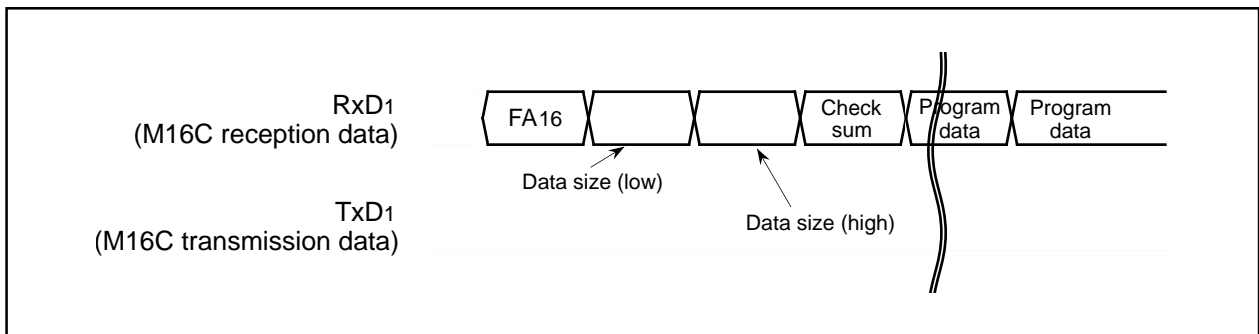 RxD1
(M16C reception data)
FA16
Check
sum
Program
data
Program
data
Data size (low)
Data size (high)
TxD1
(M16C transmission data)